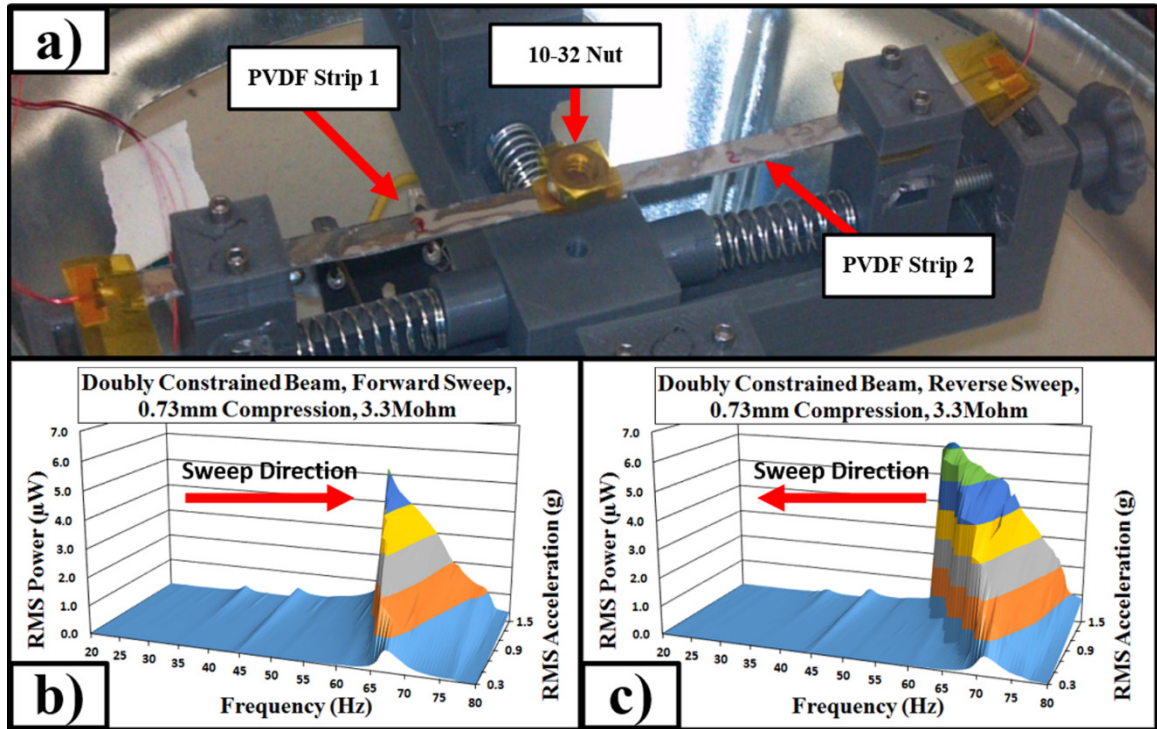 a)
PVDF Strip 1
10-32 Nut
2
PVDF Strip 2
Doubly Constrained Beam, Forward Sweep,
0.73mm Compression, 3.3Mohm
Sweep Direction
RMS Power (µW)
7.0
6.0
5.0
4.0
3.0
2.0
1.0
0.0
20 25 30 35 40 45 50 55 60 65 70 75 80
Frequency (Hz)
1.5
0.9
0.3
RMS Acceleration (g)
b)
Doubly Constrained Beam, Reverse Sweep,
0.73mm Compression, 3.3Mohm
Sweep Direction
RMS Power (µW)
7.0
6.0
5.0
4.0
3.0
2.0
1.0
0.0
20 25 30 35 40 45 50 55 60 65 70 75 80
Frequency (Hz)
1.5
0.9
0.3
RMS Acceleration (g)
c)